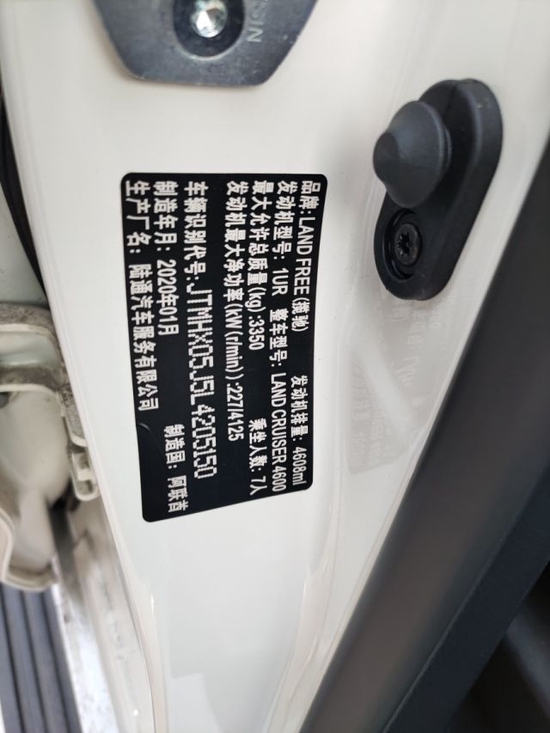 品牌: LAND FREE (揽驰)   发动机排量: 4608ml
发动机型号: 1UR   整车型号: LAND CRUISER 4600
最大允许总质量(kg):3350   乘坐人数: 7人
发动机最大净功率(kW(r/min)):227/4125
车辆识别代号:JTMHX05J5L4205150
制造年月: 2020年01月   制造国: 阿联酋
生产厂名: 陆通汽车服务有限公司